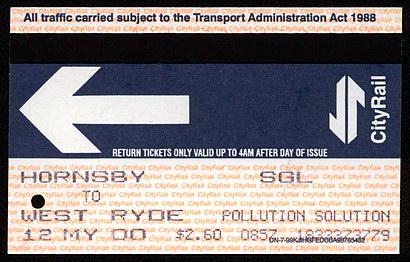 All traffic carried subject to the Transport Administration Act 1988
CityRail
RETURN TICKETS ONLY VALID UP TO 4AM AFTER DAY OF ISSUE
HORNSBY SGL
TO
WEST RYDE POLLUTION SOLUTION
12 MY 00 $2.60 0857 1833373779